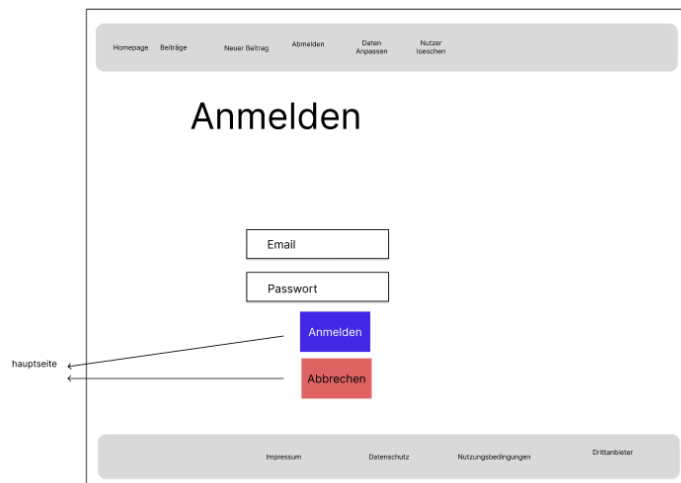 Homepage Beiträge Neuer Beitrag Abmelden Daten Nutzer
Anpassen loeschen
Anmelden
Email
Passwort
Anmelden
hauptseite
Abbrechen
Impressum Datenschutz Nutzungsbedingungen Drittanbieter